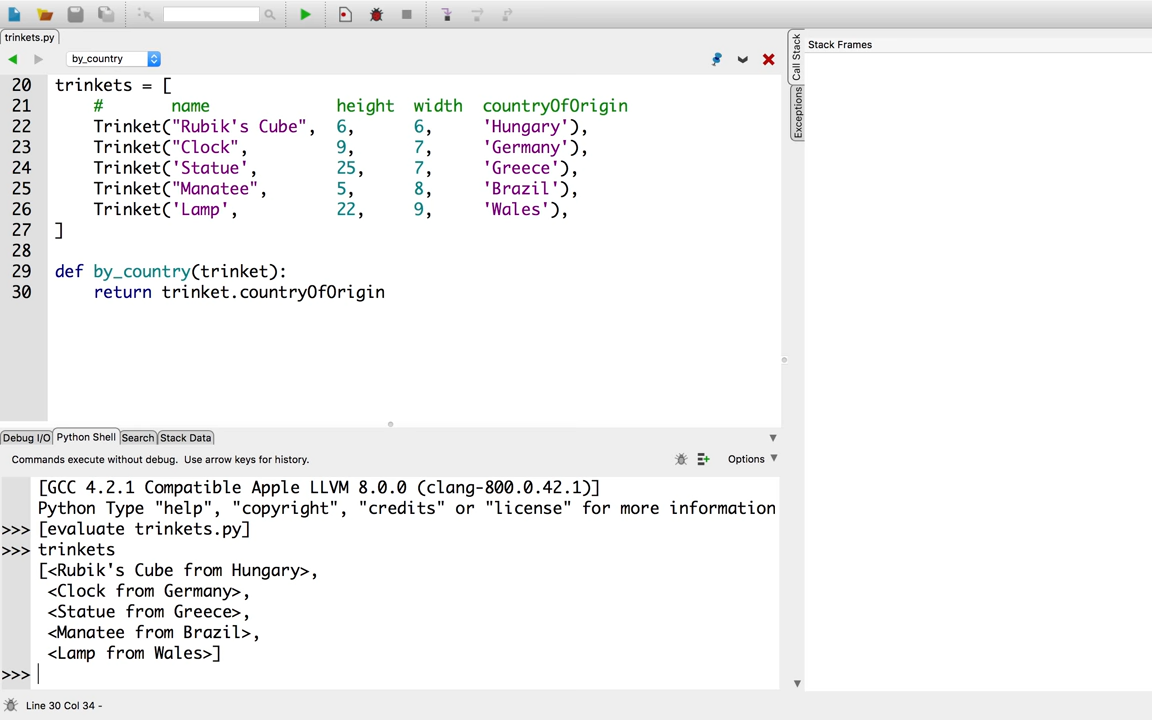 trinkets.py
by_country
20 trinkets = [
21     #       name             height  width  countryOfOrigin
22     Trinket("Rubik's Cube",  6,      6,     'Hungary'),
23     Trinket("Clock",         9,      7,     'Germany'),
24     Trinket('Statue',        25,     7,     'Greece'),
25     Trinket("Manatee",       5,      8,     'Brazil'),
26     Trinket('Lamp',          22,     9,     'Wales'),
27 ]
28
29 def by_country(trinket):
30     return trinket.countryOfOrigin
Call Stack
Exceptions
Stack Frames
Debug I/O Python Shell Search Stack Data
Commands execute without debug.  Use arrow keys for history.
Options
[GCC 4.2.1 Compatible Apple LLVM 8.0.0 (clang-800.0.42.1)]
Python Type "help", "copyright", "credits" or "license" for more information
>>> [evaluate trinkets.py]
>>> trinkets
[<Rubik's Cube from Hungary>,
 <Clock from Germany>,
 <Statue from Greece>,
 <Manatee from Brazil>,
 <Lamp from Wales>]
>>>
Line 30 Col 34 -